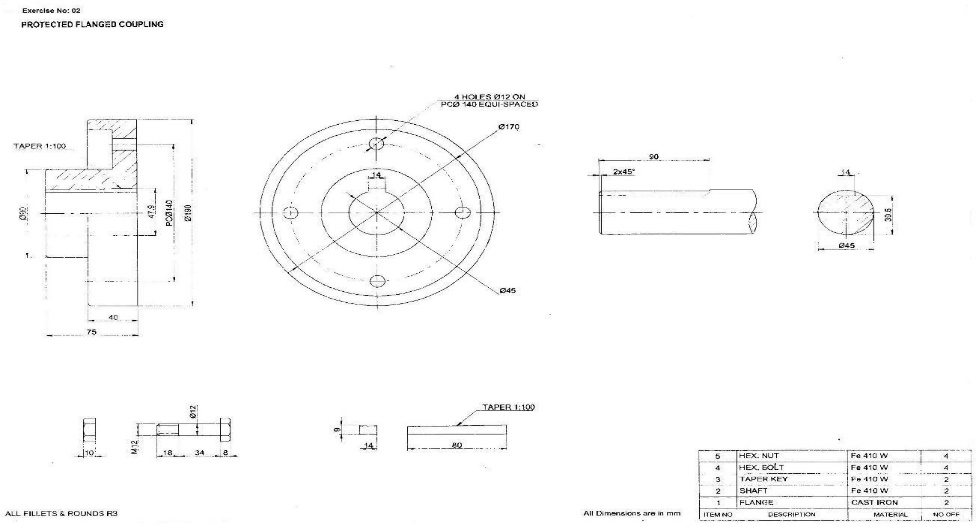 Exercise No: 02
PROTECTED FLANGED COUPLING
4 HOLES Ø12 ON
PCØ 140 EQUI-SPACED
Ø170
TAPER 1:100
14
90
2x45°
14
Ø90
47,9
PCØ140
Ø190
30,5
Ø45
Ø45
40
75
TAPER 1:100
Ø12
M12
9
10
18
34
8
14
80
5 HEX. NUT Fe 410 W 4
4 HEX. BOLT Fe 410 W 4
3 TAPER KEY Fe 410 W 2
2 SHAFT Fe 410 W 2
1 FLANGE CAST IRON 2
ITEM NO DESCRIPTION MATERIAL NO OFF
ALL FILLETS & ROUNDS R3
All Dimensions are in mm